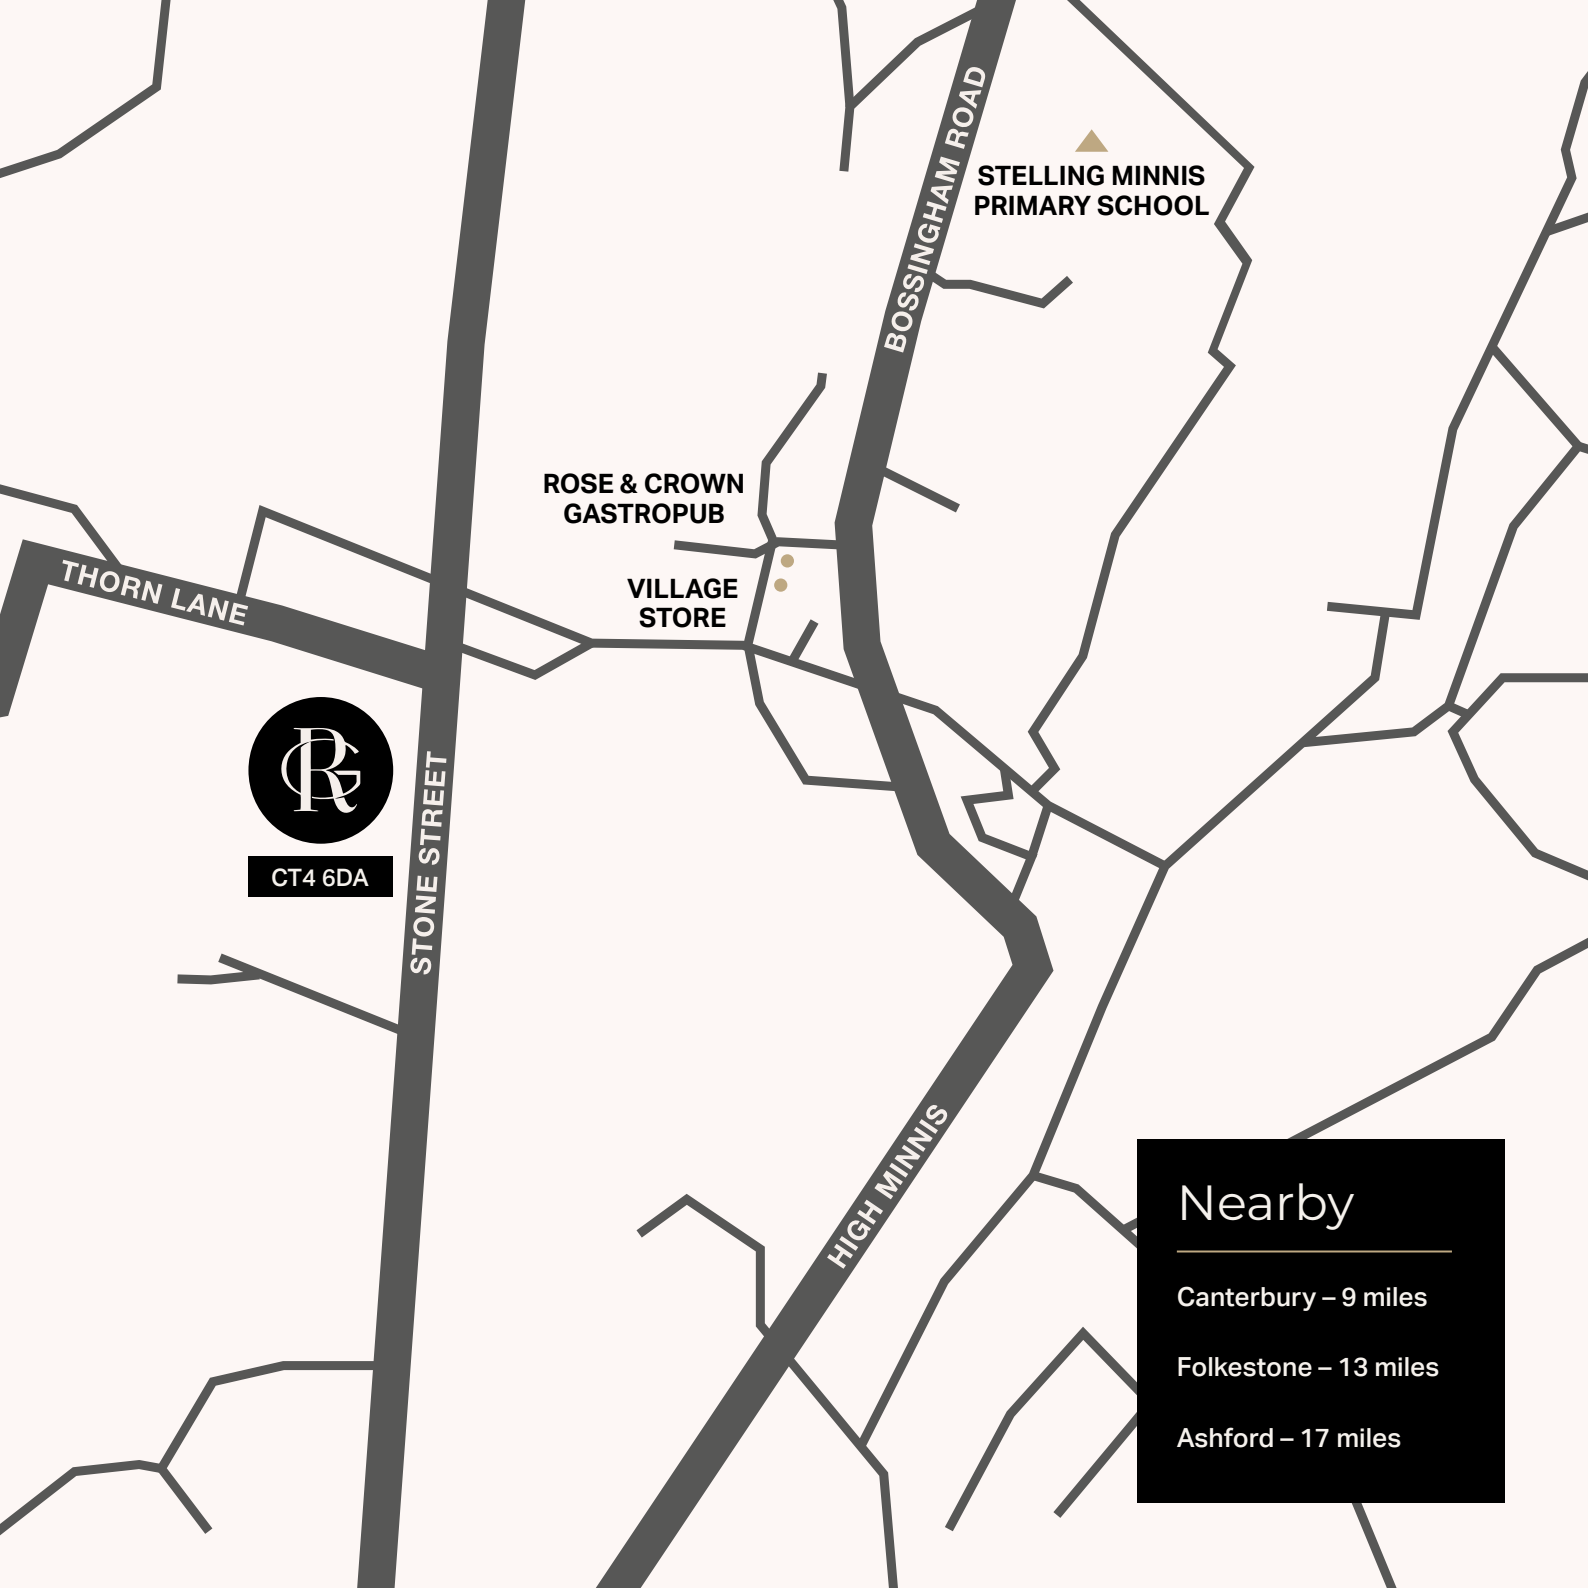 BOSSINGHAM ROAD
STELLING MINNIS
PRIMARY SCHOOL
ROSE & CROWN
GASTROPUB
VILLAGE
STORE
THORN LANE
RG
CT4 6DA
STONE STREET
HIGH MINNIS
Nearby
Canterbury – 9 miles
Folkestone – 13 miles
Ashford – 17 miles